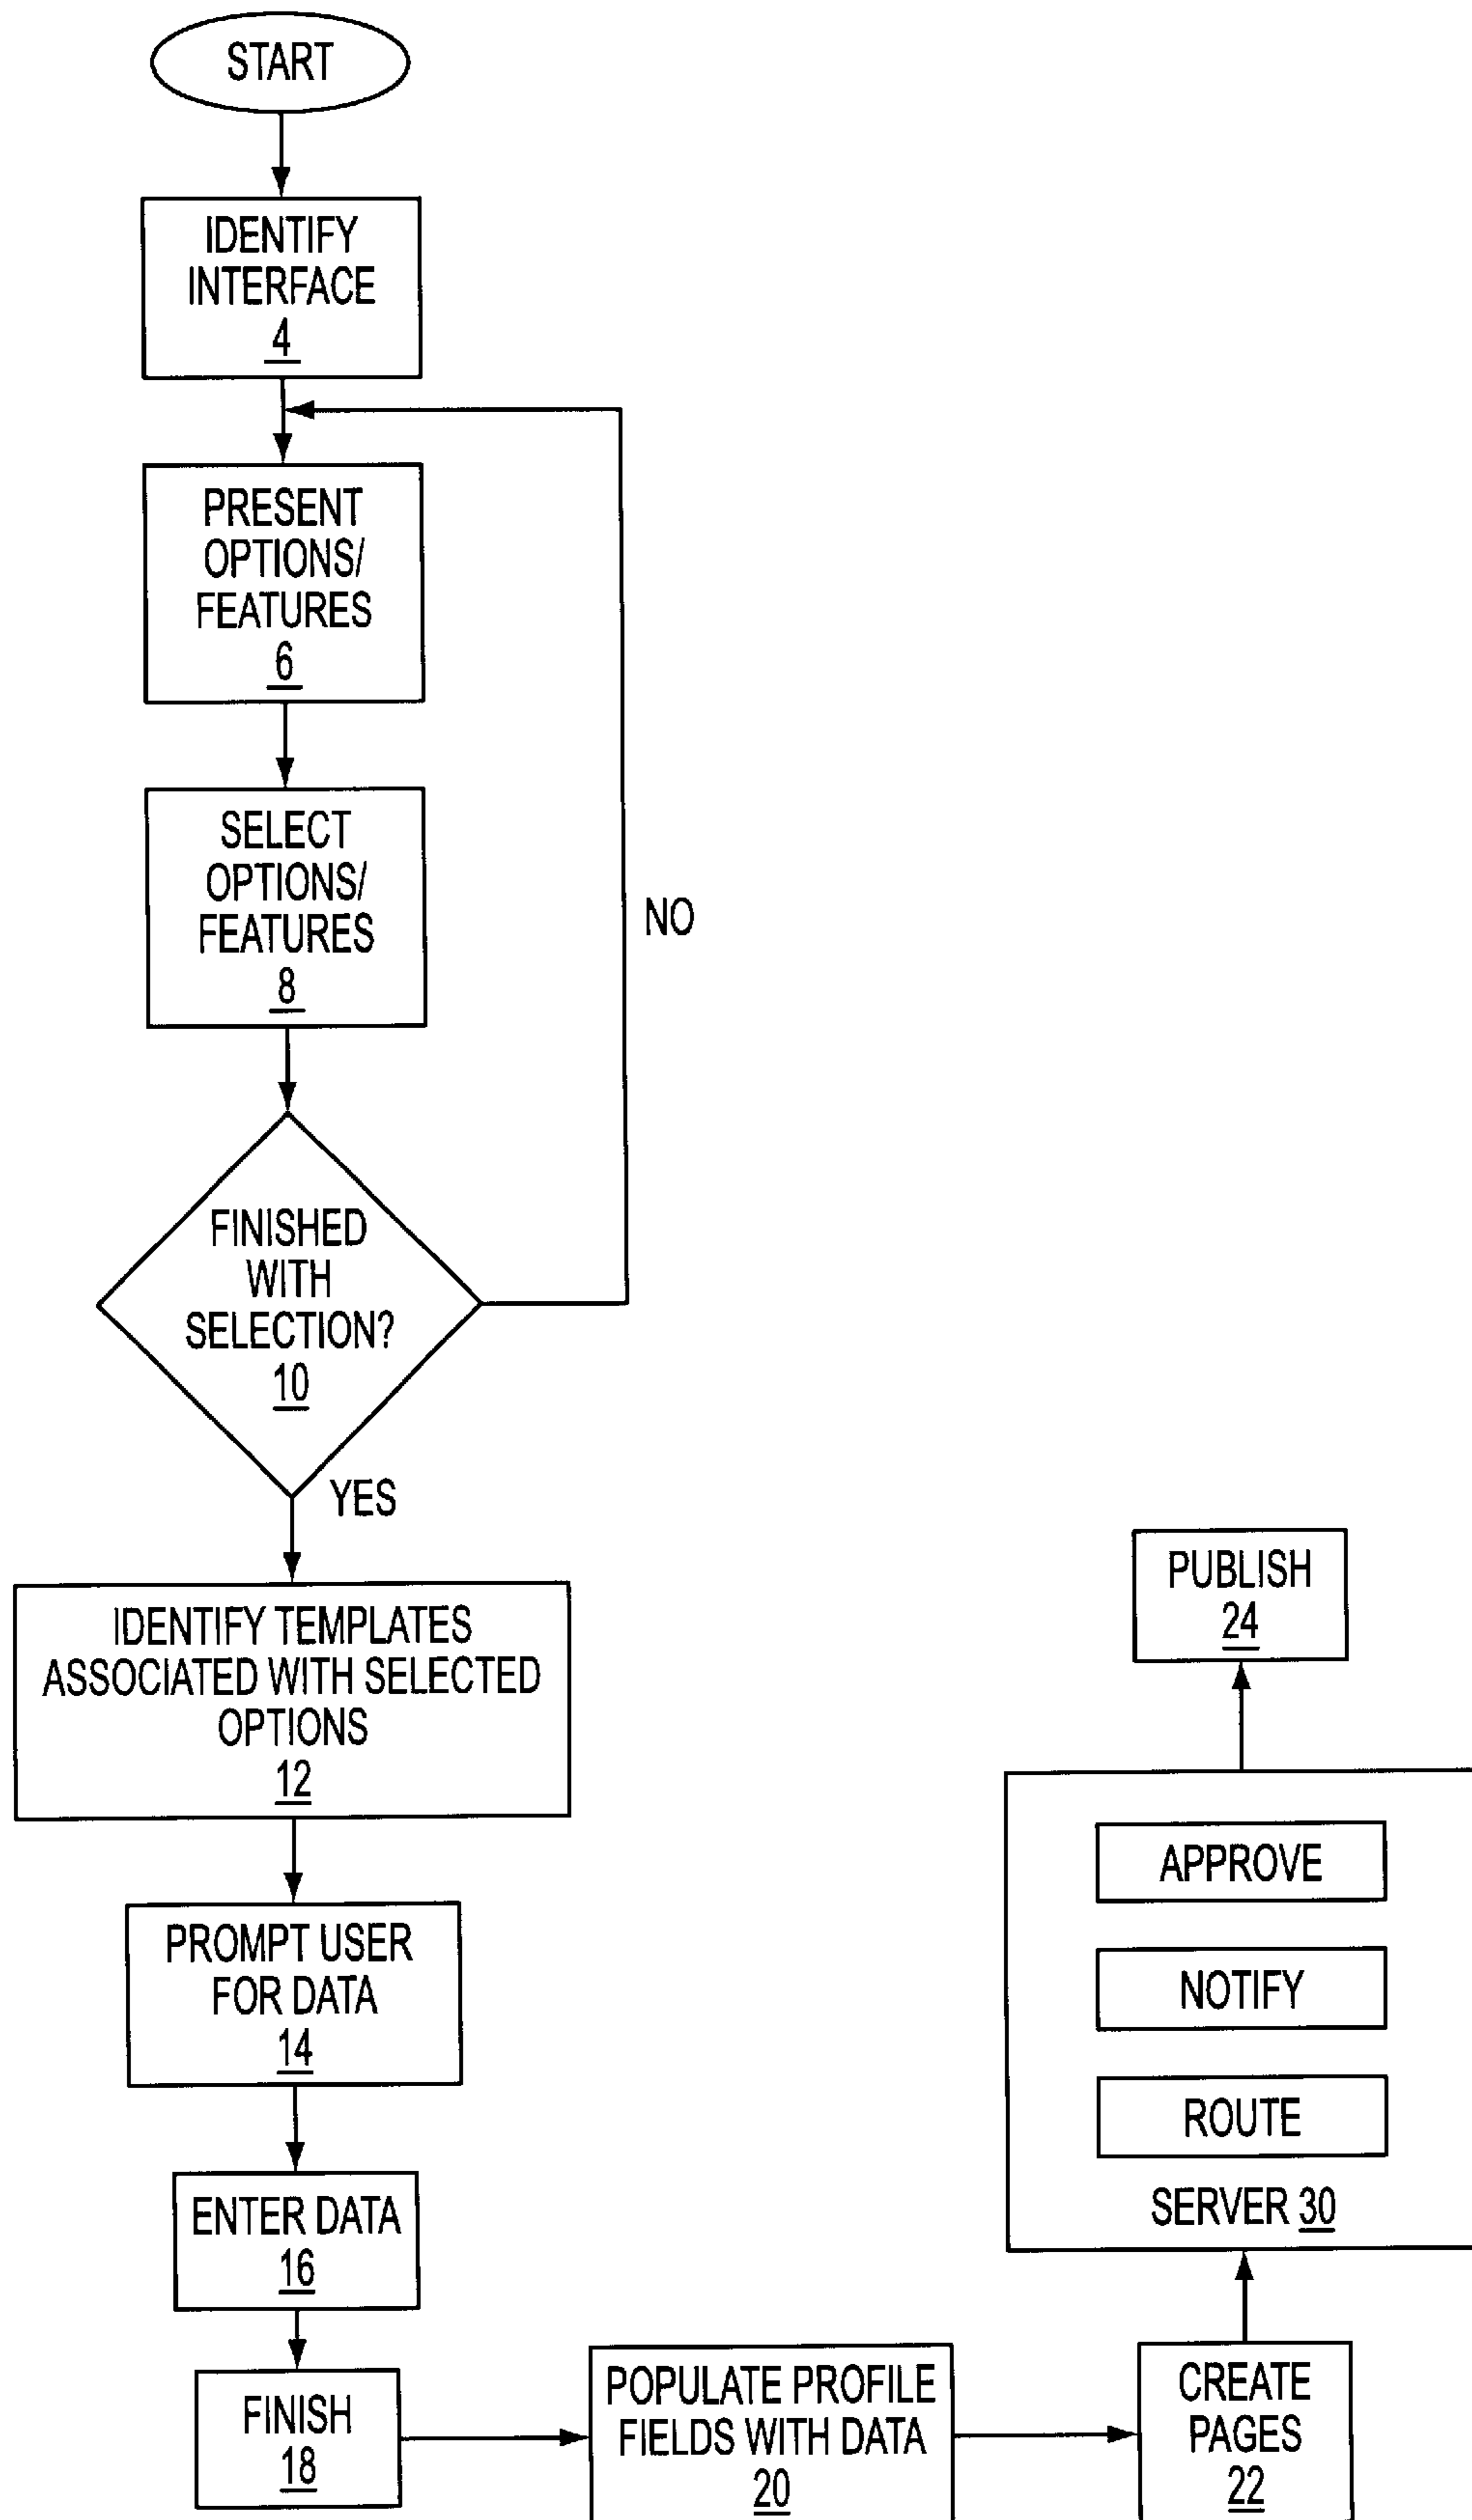 START
IDENTIFY
INTERFACE
4
PRESENT
OPTIONS/
FEATURES
6
SELECT
OPTIONS/
FEATURES
8
NO
FINISHED
WITH
SELECTION?
10
YES
IDENTIFY TEMPLATES
ASSOCIATED WITH SELECTED
OPTIONS
12
PROMPT USER
FOR DATA
14
ENTER DATA
16
FINISH
18
POPULATE PROFILE
FIELDS WITH DATA
20
CREATE
PAGES
22
SERVER 30
ROUTE
NOTIFY
APPROVE
PUBLISH
24